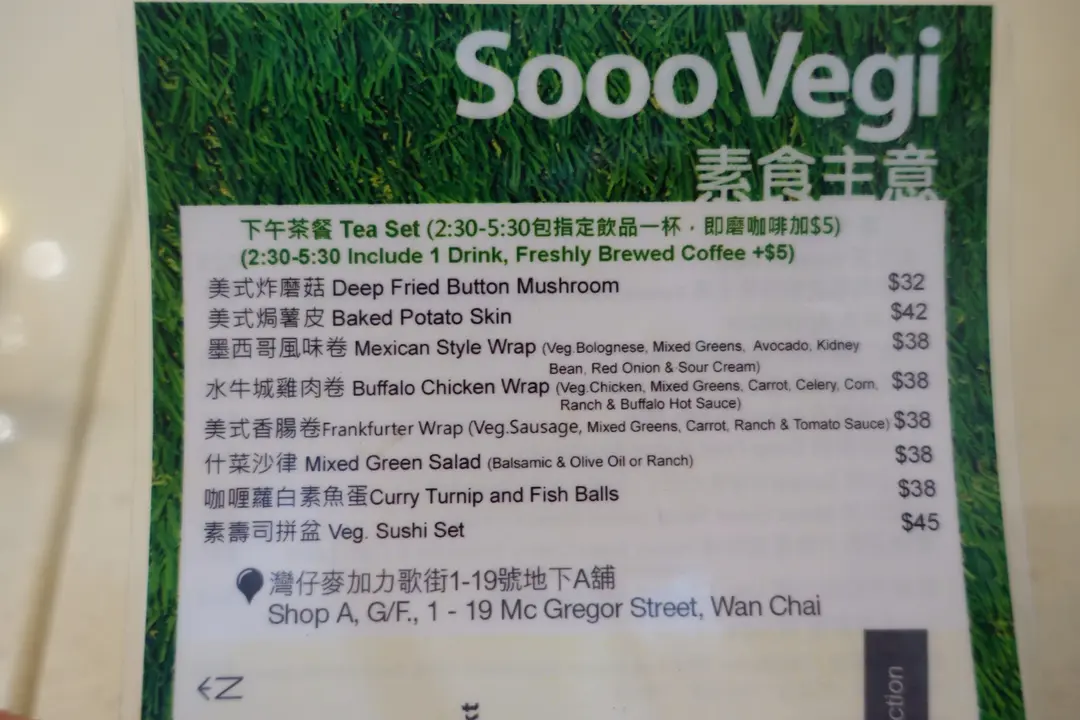 Sooo Vegi
素食主意
下午茶餐 Tea Set (2:30-5:30包指定飲品一杯，即磨咖啡加$5)
(2:30-5:30 Include 1 Drink, Freshly Brewed Coffee +$5)
美式炸磨菇 Deep Fried Button Mushroom $32
美式焗薯皮 Baked Potato Skin $42
墨西哥風味卷 Mexican Style Wrap (Veg.Bolognese, Mixed Greens, Avocado, Kidney $38
Bean, Red Onion & Sour Cream)
水牛城雞肉卷 Buffalo Chicken Wrap (Veg.Chicken, Mixed Greens, Carrot, Celery, Corn, $38
Ranch & Buffalo Hot Sauce)
美式香腸卷Frankfurter Wrap (Veg.Sausage, Mixed Greens, Carrot, Ranch & Tomato Sauce) $38
什菜沙律 Mixed Green Salad (Balsamic & Olive Oil or Ranch) $38
咖喱蘿白素魚蛋Curry Turnip and Fish Balls $38
素壽司拼盆 Veg. Sushi Set $45
灣仔麥加力歌街1-19號地下A舖
Shop A, G/F., 1 - 19 Mc Gregor Street, Wan Chai